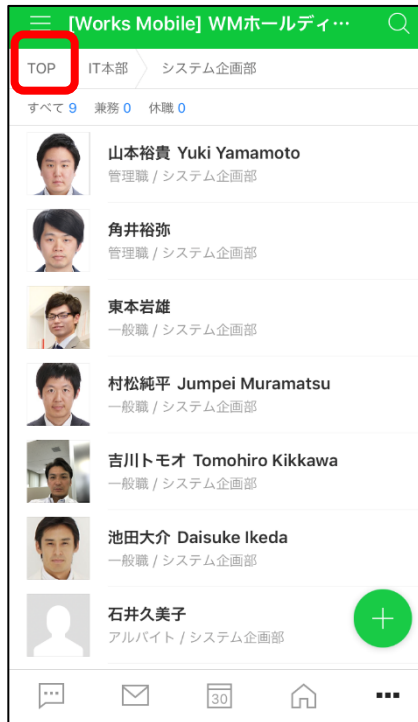 [Works Mobile] WMホールディ…
TOP IT本部 システム企画部
すべて 9 兼務 0 休職 0
山本裕貴 Yuki Yamamoto
管理職 / システム企画部
角井裕弥
管理職 / システム企画部
東本岩雄
一般職 / システム企画部
村松純平 Jumpei Muramatsu
一般職 / システム企画部
吉川トモオ Tomohiro Kikkawa
一般職 / システム企画部
池田大介 Daisuke Ikeda
一般職 / システム企画部
石井久美子
アルバイト / システム企画部
30